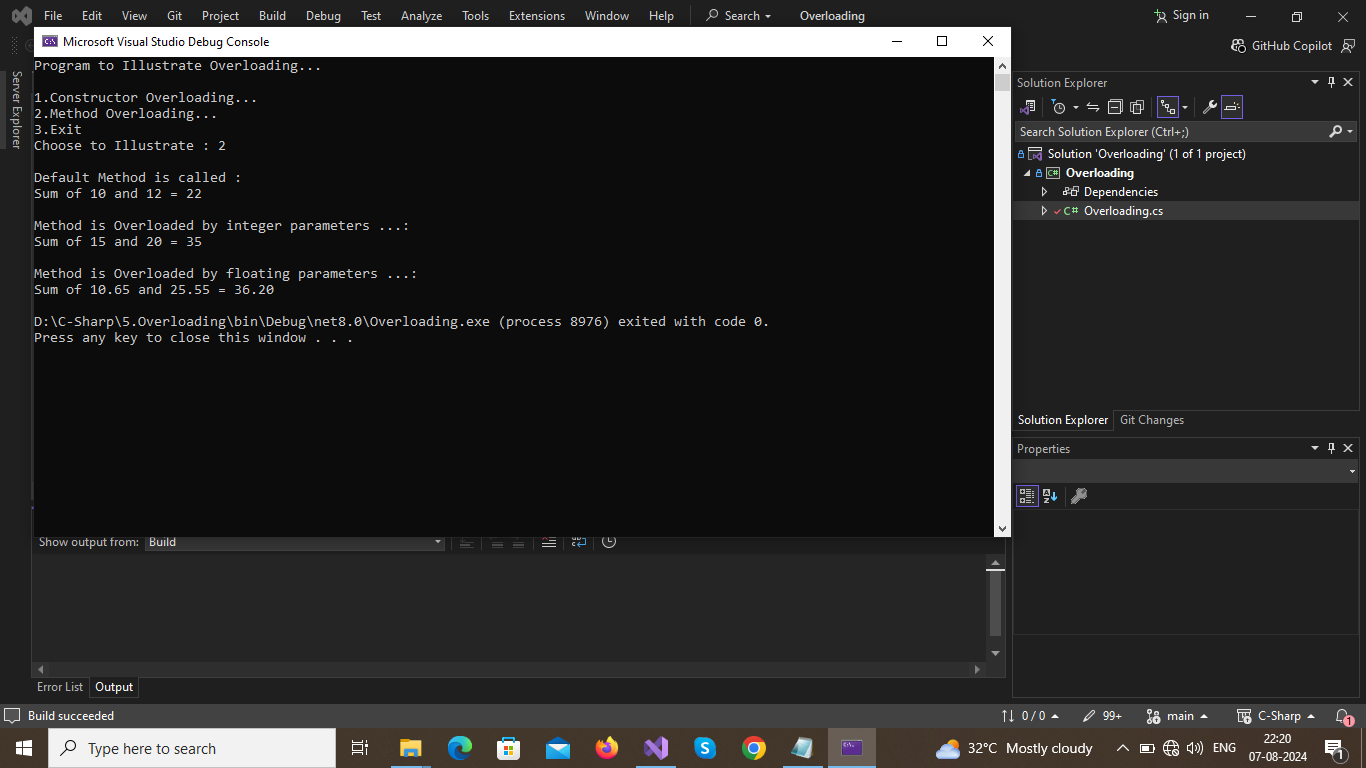 File Edit View Git Project Build Debug Test Analyze Tools Extensions Window Help Search Overloading Sign in
GitHub Copilot
Server Explorer
Microsoft Visual Studio Debug Console
Program to Illustrate Overloading...
1.Constructor Overloading...
2.Method Overloading...
3.Exit
Choose to Illustrate : 2
Default Method is called :
Sum of 10 and 12 = 22
Method is Overloaded by integer parameters ...:
Sum of 15 and 20 = 35
Method is Overloaded by floating parameters ...:
Sum of 10.65 and 25.55 = 36.20
D:\C-Sharp\5.Overloading\bin\Debug\net8.0\Overloading.exe (process 8976) exited with code 0.
Press any key to close this window . . .
Solution Explorer
Search Solution Explorer (Ctrl+;)
Solution 'Overloading' (1 of 1 project)
C# Overloading
Dependencies
C# Overloading.cs
Solution Explorer Git Changes
Properties
Show output from: Build
Error List Output
Build succeeded 0 / 0 99+ main C-Sharp 1
Type here to search 32°C Mostly cloudy ENG 22:20
07-08-2024 1